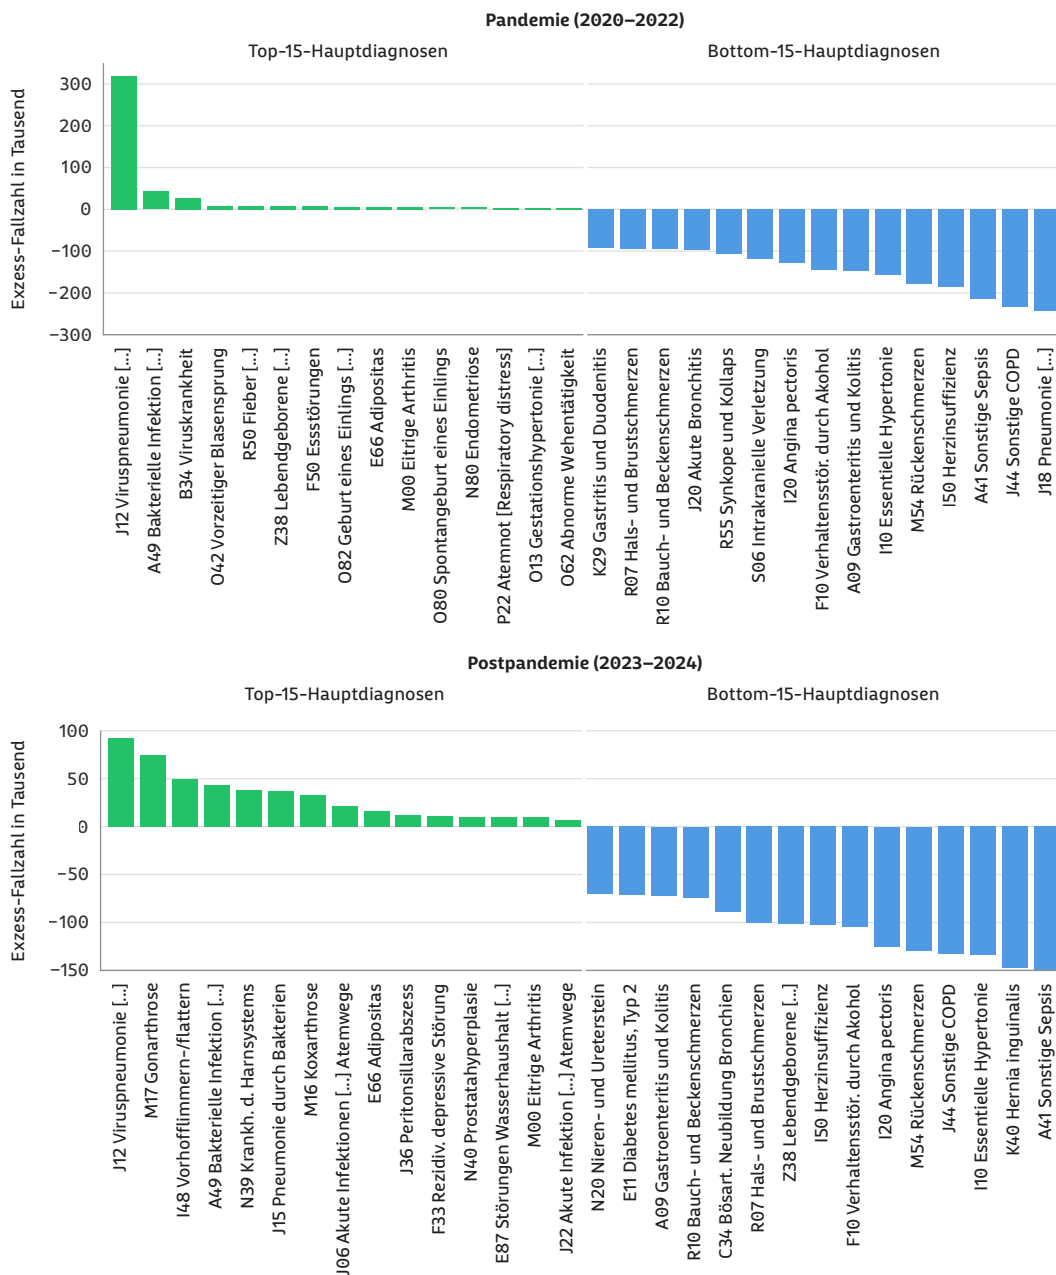 Pandemie (2020–2022)
Top-15-Hauptdiagnosen
Bottom-15-Hauptdiagnosen
Exzess-Fallzahl in Tausend
300
200
100
0
−100
−200
−300
J12 Viruspneumonie [...]
A49 Bakterielle Infektion [...]
B34 Viruskrankheit
O42 Vorzeitiger Blasensprung
R50 Fieber [...]
Z38 Lebendgeborene [...]
F50 Essstörungen
O82 Geburt eines Einlings [...]
E66 Adipositas
M00 Eitrige Arthritis
O80 Spontangeburt eines Einlings
N80 Endometriose
P22 Atemnot [Respiratory distress]
O13 Gestationshypertonie [...]
O62 Abnorme Wehentätigkeit
K29 Gastritis und Duodenitis
R07 Hals- und Brustschmerzen
R10 Bauch- und Beckenschmerzen
J20 Akute Bronchitis
R55 Synkope und Kollaps
S06 Intrakranielle Verletzung
I20 Angina pectoris
F10 Verhaltensstör. durch Akohol
A09 Gastroenteritis und Kolitis
I10 Essentielle Hypertonie
M54 Rückenschmerzen
I50 Herzinsuffizienz
A41 Sonstige Sepsis
J44 Sonstige COPD
J18 Pneumonie [...]
Postpandemie (2023–2024)
Top-15-Hauptdiagnosen
Bottom-15-Hauptdiagnosen
Exzess-Fallzahl in Tausend
100
50
0
−50
−100
−150
J12 Viruspneumonie [...]
M17 Gonarthrose
I48 Vorhofflimmern-/flattern
A49 Bakterielle Infektion [...]
N39 Krankh. d. Harnsystems
J15 Pneumonie durch Bakterien
M16 Koxarthrose
J06 Akute Infektionen [...] Atemwege
E66 Adipositas
J36 Peritonsillarabszess
F33 Rezidiv. depressive Störung
N40 Prostatahyperplasie
E87 Störungen Wasserhaushalt [...]
M00 Eitrige Arthritis
J22 Akute Infektion [...] Atemwege
N20 Nieren- und Ureterstein
E11 Diabetes mellitus, Typ 2
A09 Gastroenteritis und Kolitis
R10 Bauch- und Beckenschmerzen
C34 Bösart. Neubildung Bronchien
R07 Hals- und Brustschmerzen
Z38 Lebendgeborene [...]
I50 Herzinsuffizienz
F10 Verhaltensstör. durch Akohol
I20 Angina pectoris
M54 Rückenschmerzen
J44 Sonstige COPD
I10 Essentielle Hypertonie
K40 Hernia inguinalis
A41 Sonstige Sepsis